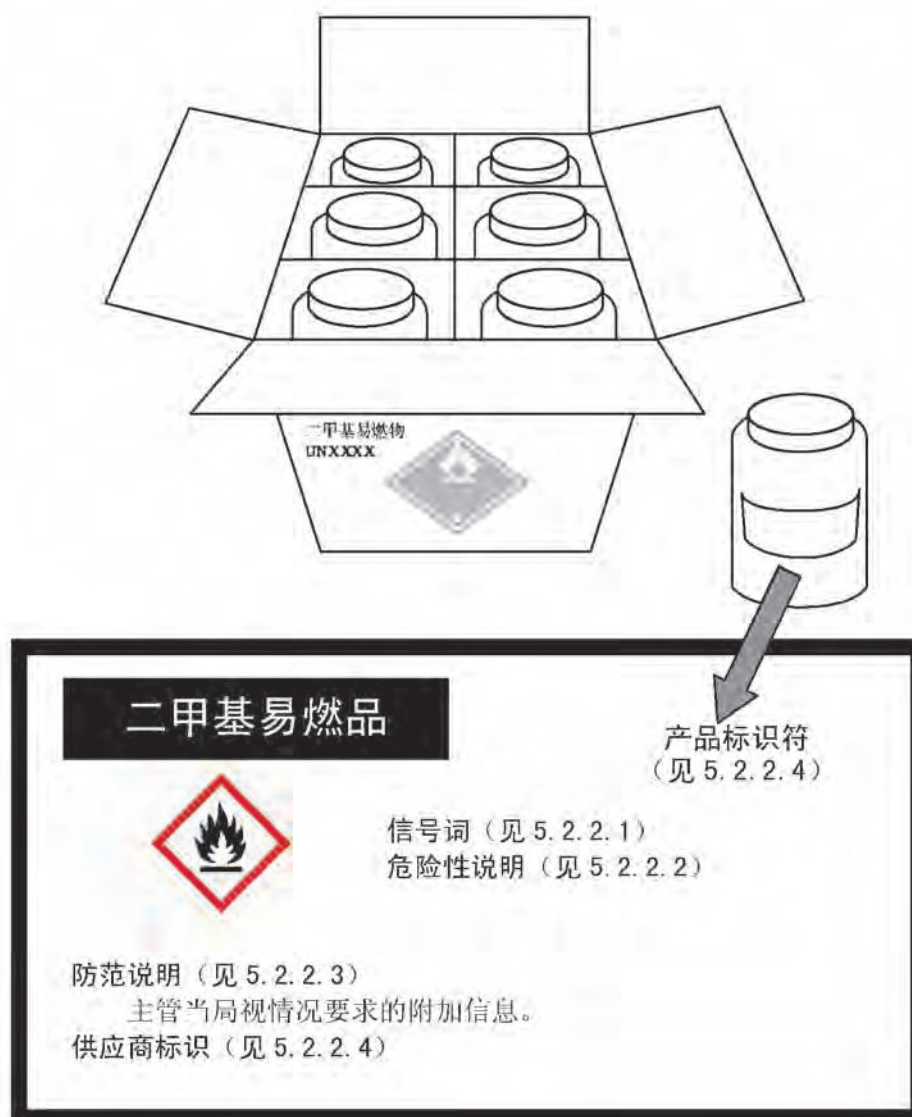 二甲基易燃物
UNXXXX
二甲基易燃品
产品标识符
（见 5.2.2.4）
信号词（见 5.2.2.1）
危险性说明（见 5.2.2.2）
防范说明（见 5.2.2.3）
主管当局视情况要求的附加信息。
供应商标识（见 5.2.2.4）